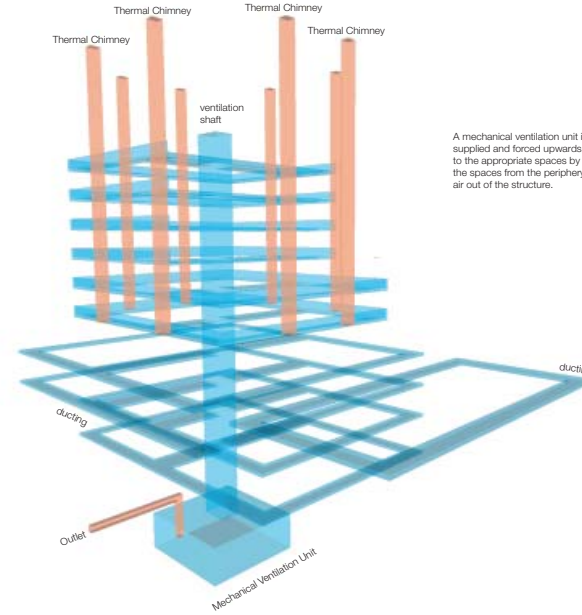 Thermal Chimney
Thermal Chimney
Thermal Chimney
Thermal Chimney
ventilation
shaft
A mechanical ventilation unit i
supplied and forced upwards
to the appropriate spaces by
the spaces from the periphery
air out of the structure.
ducting
ductin
Outlet
Mechanical Ventilation Unit